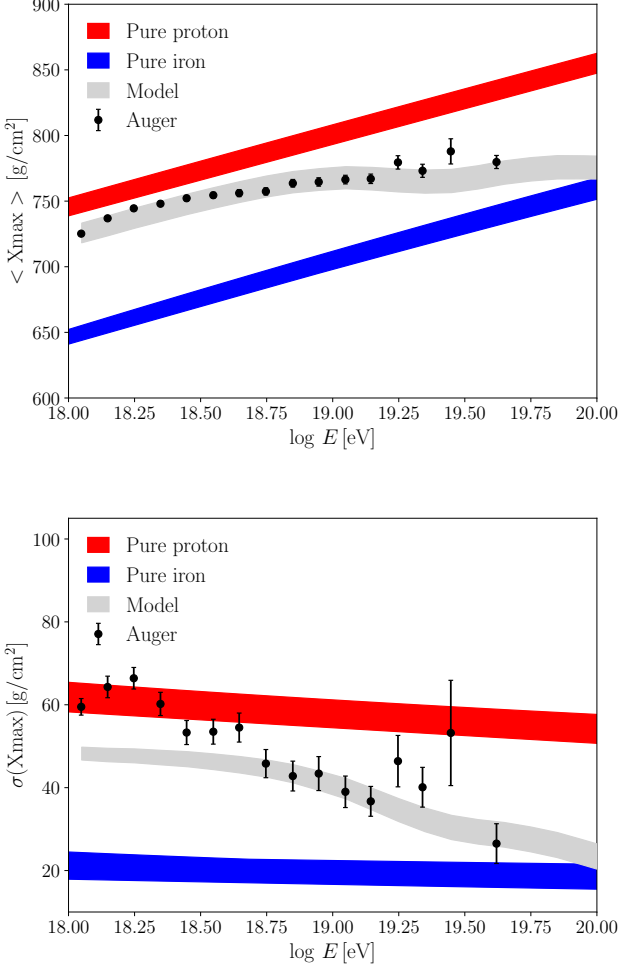 900
850
800
750
700
650
600
< Xmax > [g/cm²]
Pure proton
Pure iron
Model
Auger
18.00 18.25 18.50 18.75 19.00 19.25 19.50 19.75 20.00
log E [eV]
100
80
60
40
20
σ(Xmax) [g/cm²]
Pure proton
Pure iron
Model
Auger
18.00 18.25 18.50 18.75 19.00 19.25 19.50 19.75 20.00
log E [eV]